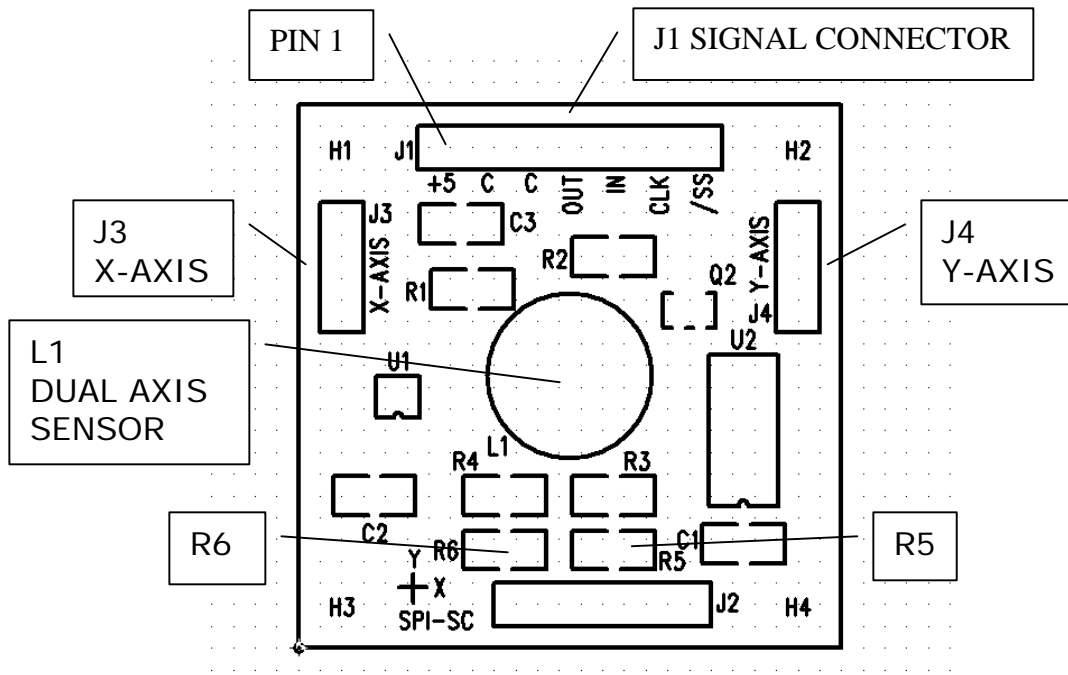 PIN 1
J1 SIGNAL CONNECTOR
H1
J1
H2
+5 C C OUT IN CLK /SS
J3
X-AXIS
J3
X-AXIS
C3
R2
Y-AXIS
J4
J4
Y-AXIS
R1
Q2
U2
L1
DUAL AXIS
SENSOR
U1
L1
R4
R3
R6
C2
R6
R5
C1
R5
Y
X
H3
SPI-SC
J2
H4